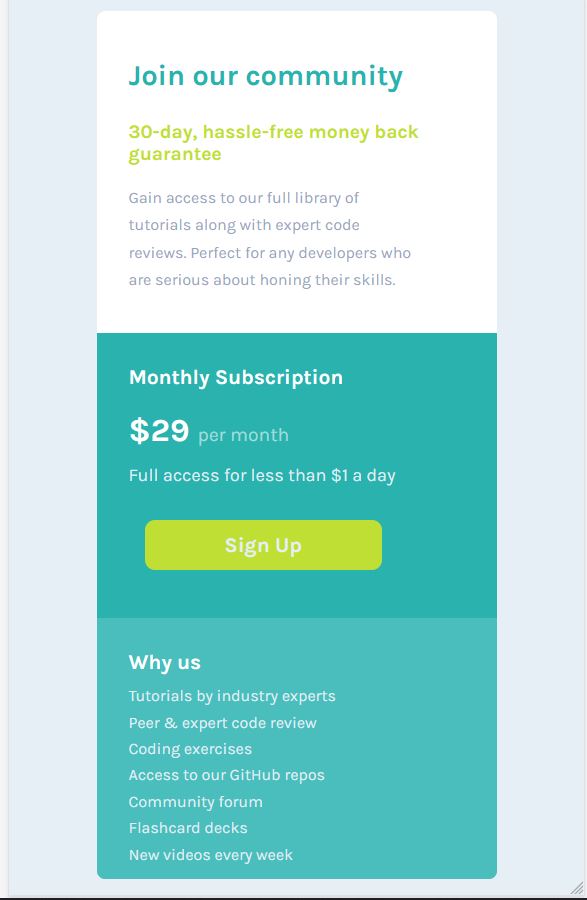 Join our community
30-day, hassle-free money back
guarantee
Gain access to our full library of
tutorials along with expert code
reviews. Perfect for any developers who
are serious about honing their skills.
Monthly Subscription
$29 per month
Full access for less than $1 a day
Sign Up
Why us
Tutorials by industry experts
Peer & expert code review
Coding exercises
Access to our GitHub repos
Community forum
Flashcard decks
New videos every week